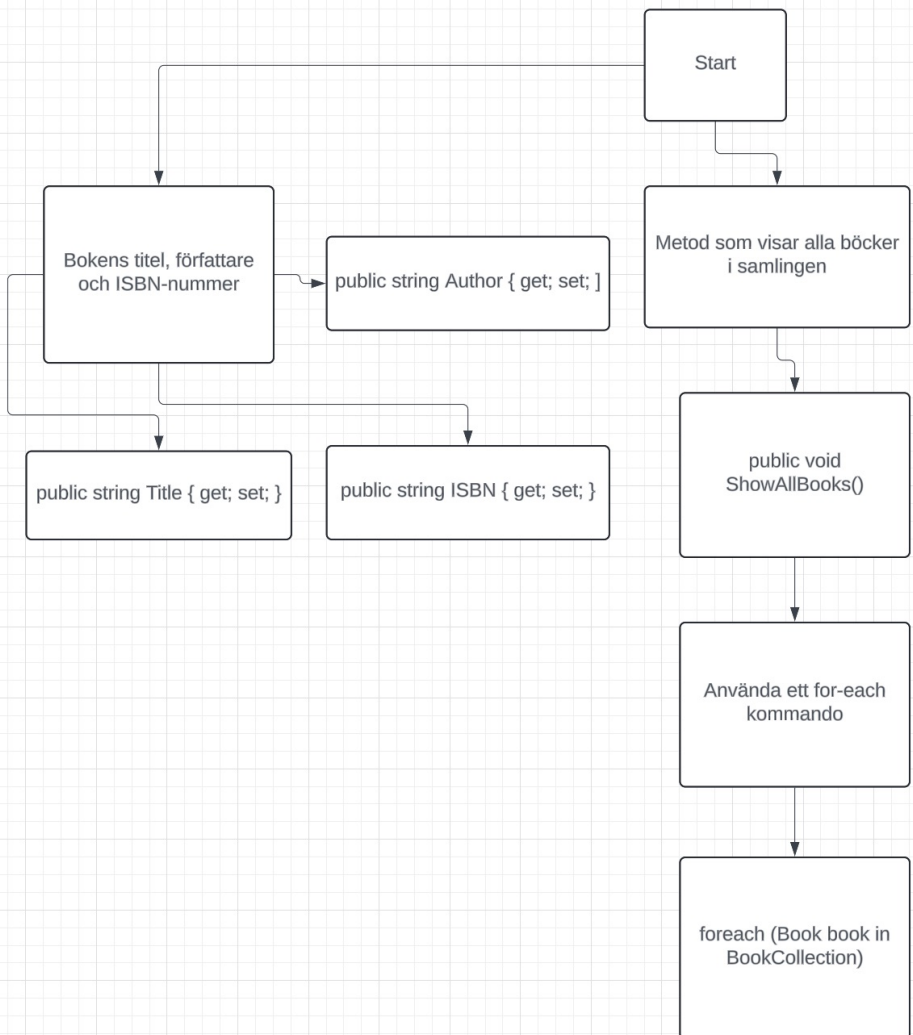 Start
Bokens titel, författare
och ISBN-nummer
public string Author { get; set; ]
Metod som visar alla böcker
i samlingen
public string Title { get; set; }
public string ISBN { get; set; }
public void
ShowAllBooks()
Använda ett for-each
kommando
foreach (Book book in
BookCollection)